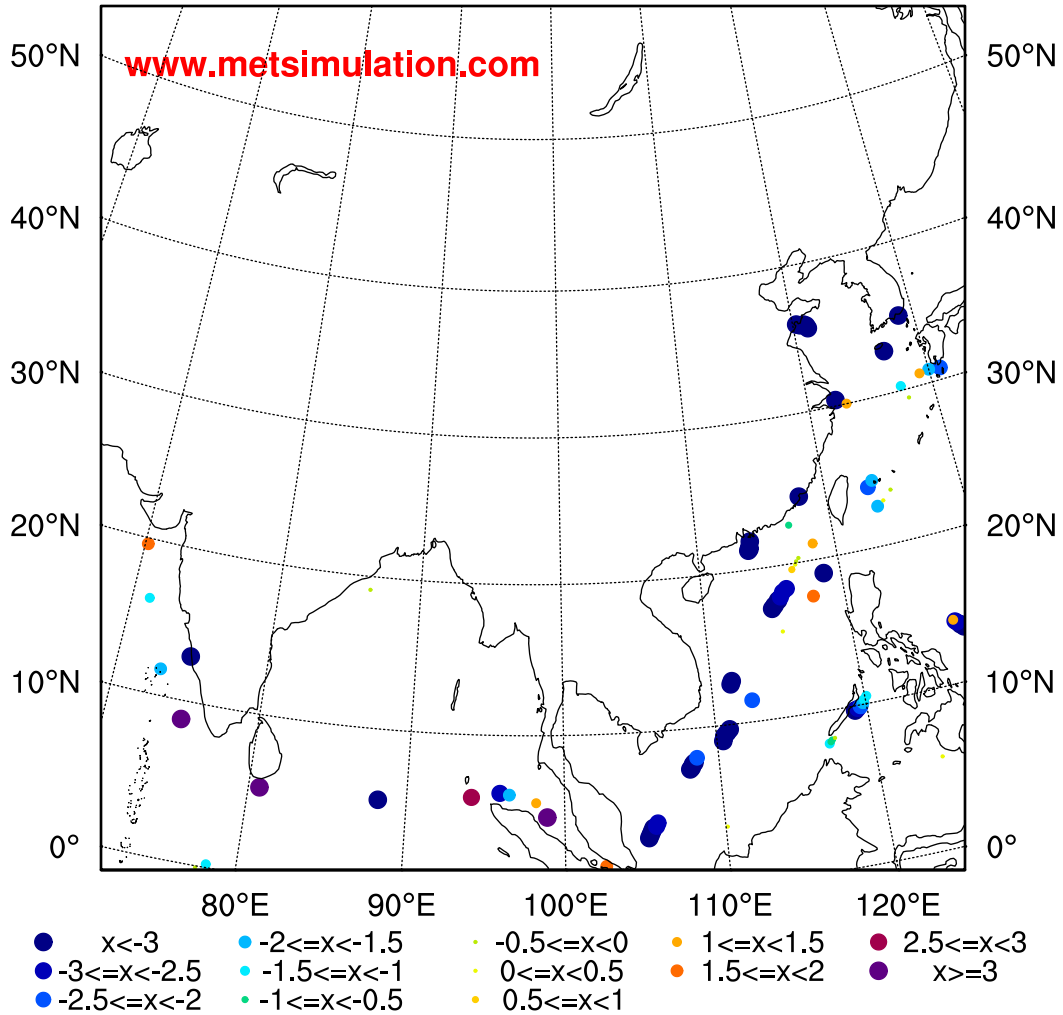 www.metsimulation.com
50°N 50°N
40°N 40°N
30°N 30°N
20°N 20°N
10°N 10°N
0° 0°
80°E 90°E 100°E 110°E 120°E
x<-3 -2<=x<-1.5 -0.5<=x<0 1<=x<1.5 2.5<=x<3
-3<=x<-2.5 -1.5<=x<-1 0<=x<0.5 1.5<=x<2 x>=3
-2.5<=x<-2 -1<=x<-0.5 0.5<=x<1